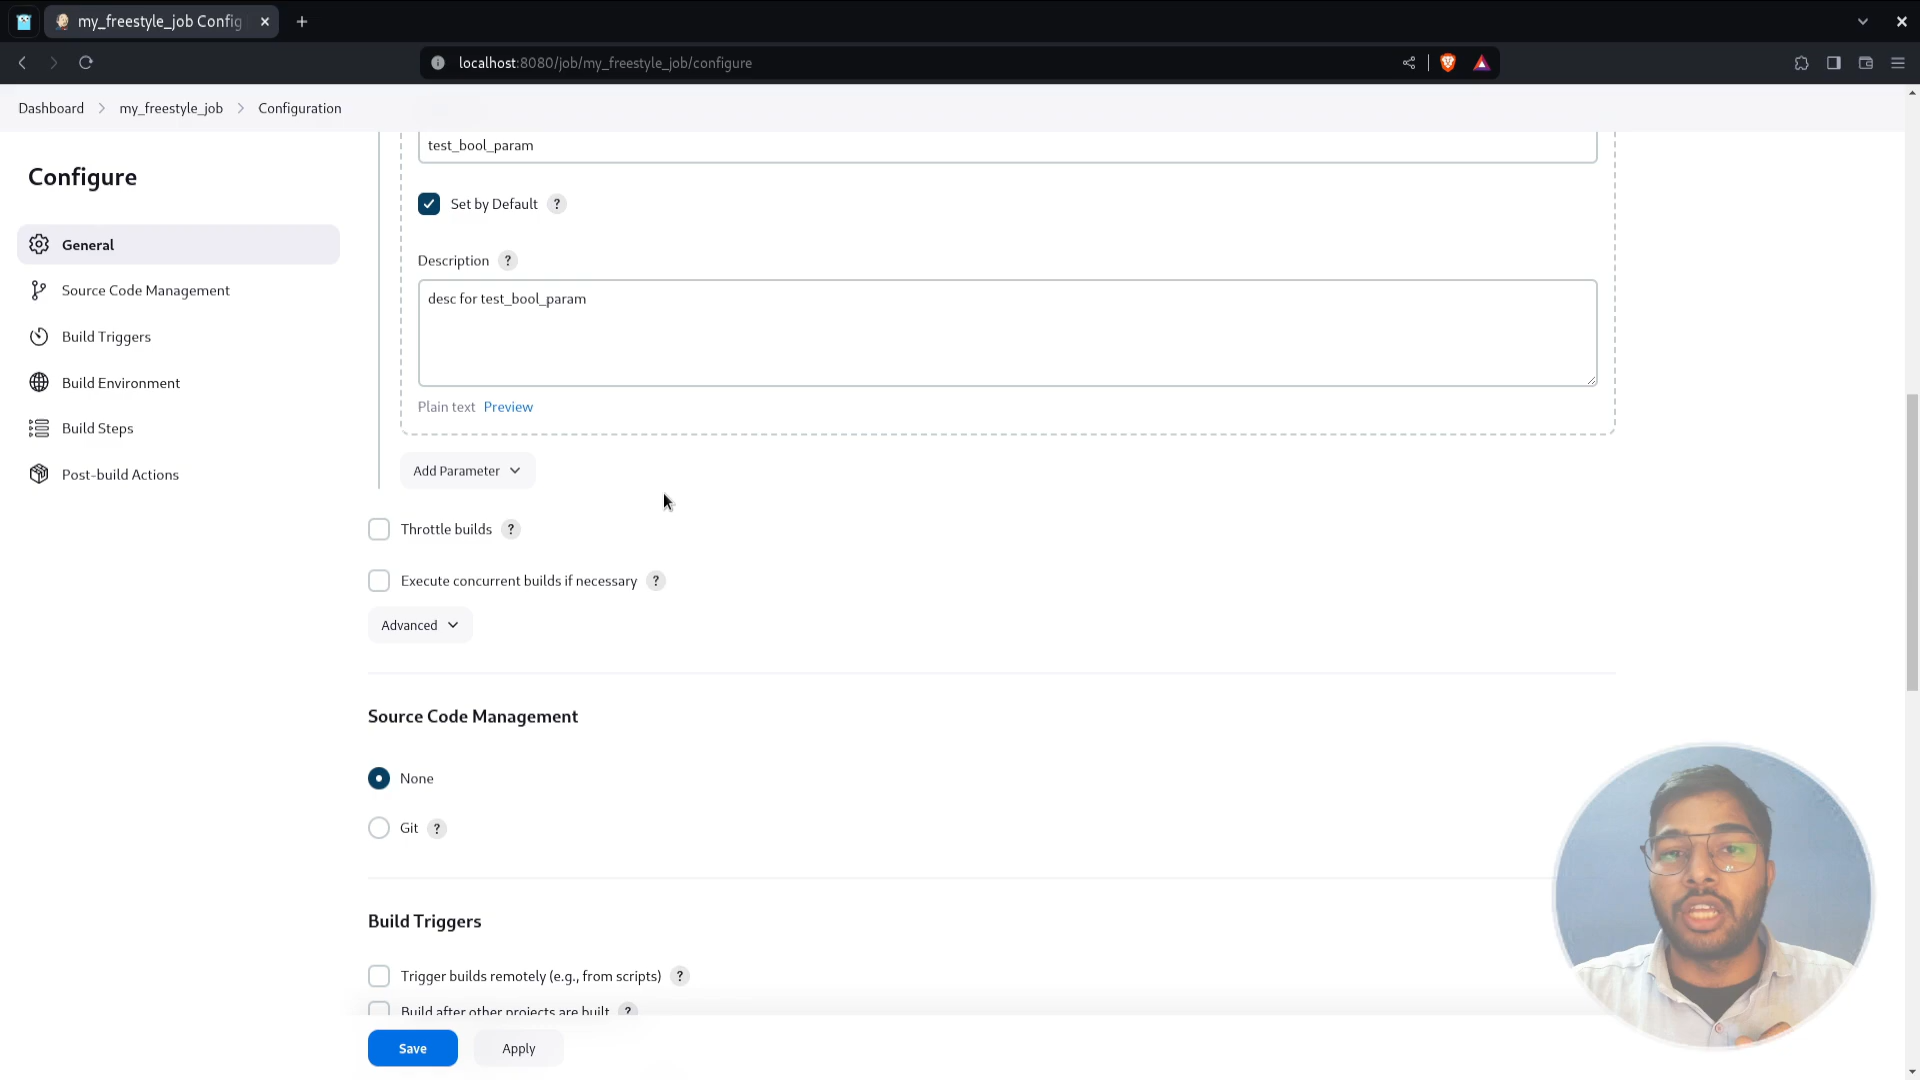 my_freestyle_job Config
localhost:8080/job/my_freestyle_job/configure
Dashboard
my_freestyle_job
Configuration
Configure
General
Source Code Management
Build Triggers
Build Environment
Build Steps
Post-build Actions
test_bool_param
Set by Default ?
Description ?
desc for test_bool_param
Plain text Preview
Add Parameter
Throttle builds ?
Execute concurrent builds if necessary ?
Advanced
Source Code Management
None
Git ?
Build Triggers
Trigger builds remotely (e.g., from scripts) ?
Build after other projects are built ?
Save Apply